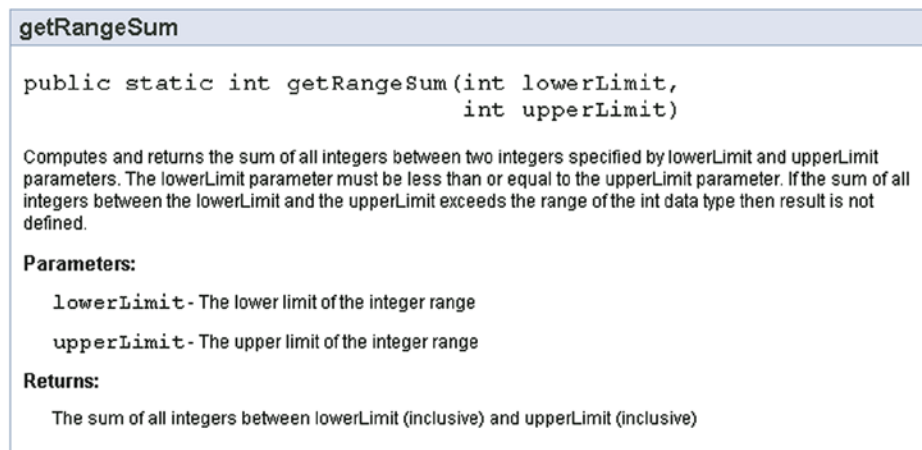 getRangeSum
public static int getRangeSum(int lowerLimit,
int upperLimit)
Computes and returns the sum of all integers between two integers specified by lowerLimit and upperLimit
parameters. The lowerLimit parameter must be less than or equal to the upperLimit parameter. If the sum of all
integers between the lowerLimit and the upperLimit exceeds the range of the int data type then result is not
defined.
Parameters:
lowerLimit - The lower limit of the integer range
upperLimit - The upper limit of the integer range
Returns:
The sum of all integers between lowerLimit (inclusive) and upperLimit (inclusive)